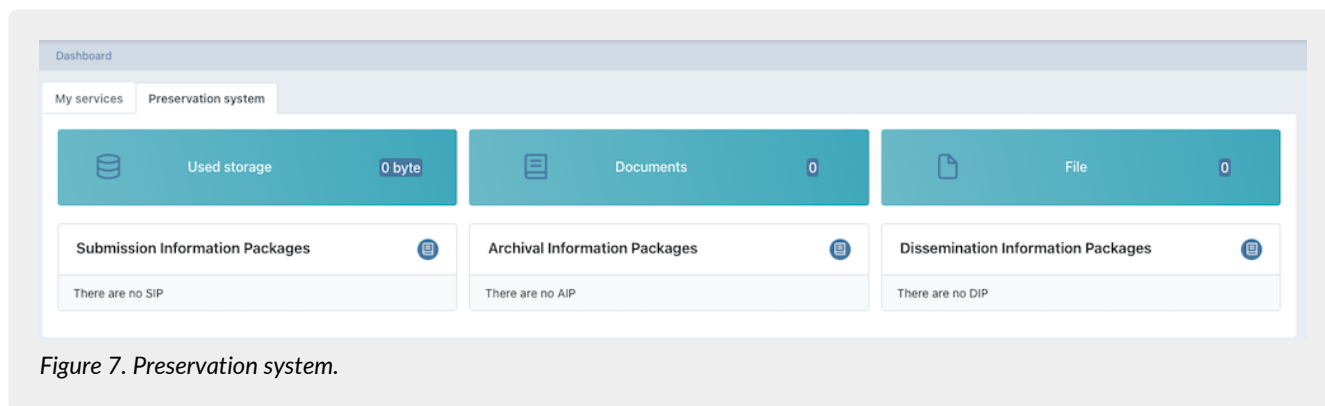 Dashboard
My services Preservation system
Used storage 0 byte Documents 0 File 0
Submission Information Packages Archival Information Packages Dissemination Information Packages
There are no SIP There are no AIP There are no DIP
Figure 7. Preservation system.